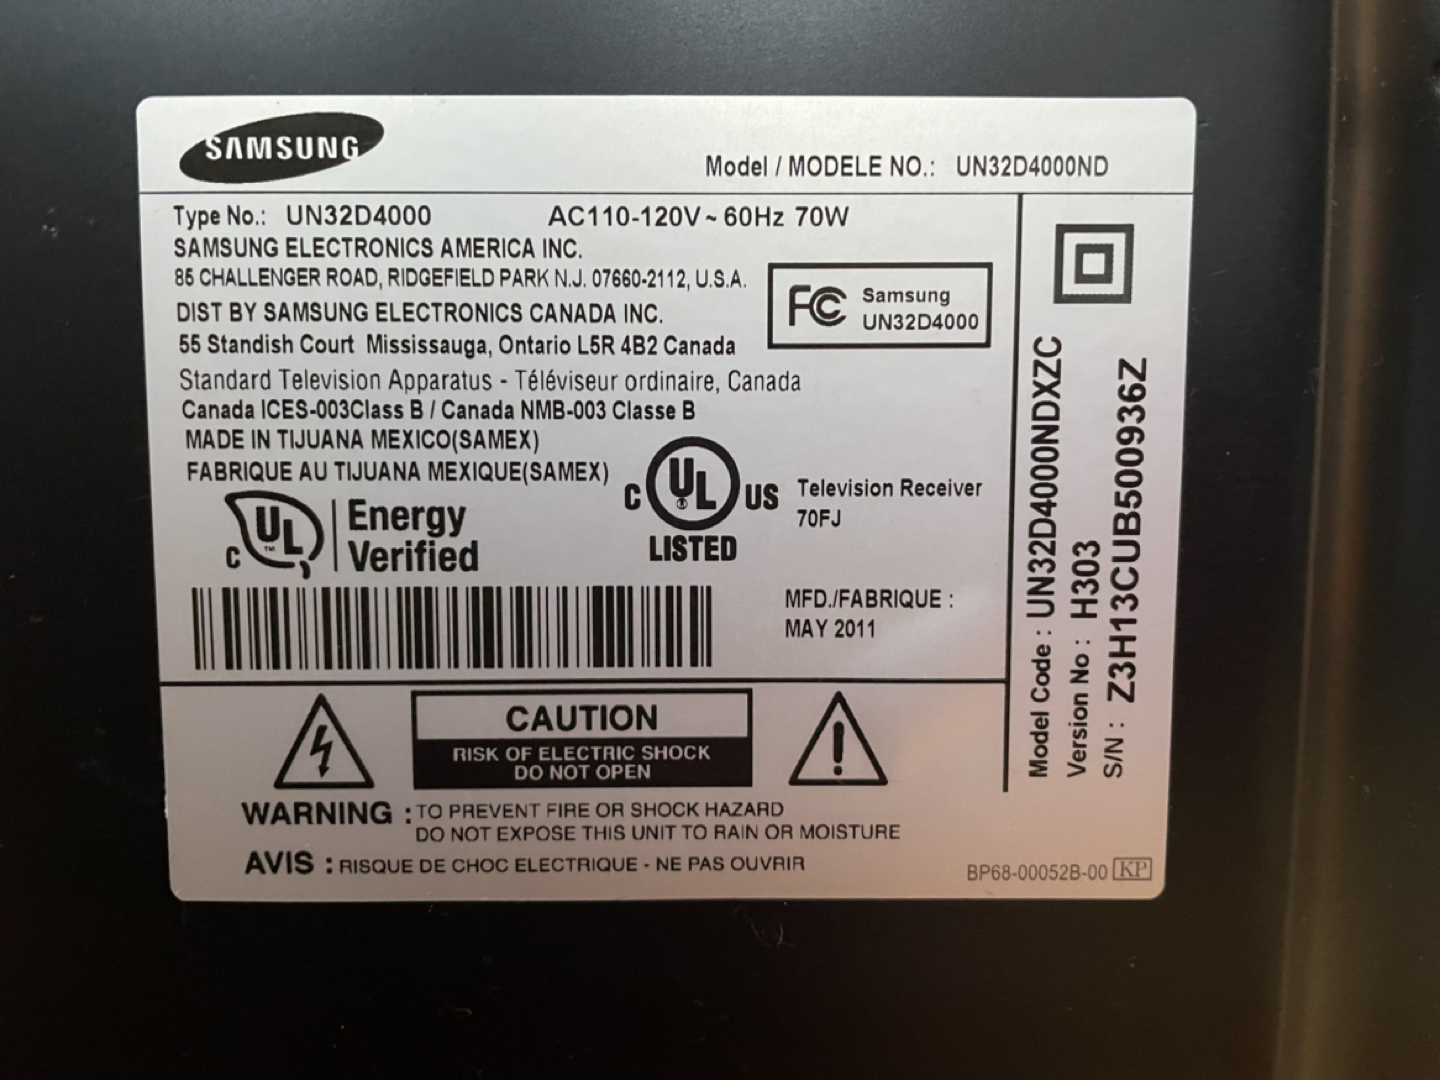 SAMSUNG
Model / MODELE NO.: UN32D4000ND
Type No.: UN32D4000 AC110-120V~60Hz 70W
SAMSUNG ELECTRONICS AMERICA INC.
85 CHALLENGER ROAD, RIDGEFIELD PARK N.J. 07660-2112, U.S.A.
DIST BY SAMSUNG ELECTRONICS CANADA INC.
55 Standish Court Mississauga, Ontario L5R 4B2 Canada
FC Samsung
UN32D4000
Standard Television Apparatus - Téléviseur ordinaire, Canada
Canada ICES-003Class B / Canada NMB-003 Classe B
MADE IN TIJUANA MEXICO(SAMEX)
FABRIQUE AU TIJUANA MEXIQUE(SAMEX)
C UL ™ Energy
Verified
C UL ® US
LISTED
Television Receiver
70FJ
MFD./FABRIQUE :
MAY 2011
Model Code : UN32D4000NDXZC
Version No : H303
S/N : Z3H13CUB500936Z
CAUTION
RISK OF ELECTRIC SHOCK
DO NOT OPEN
WARNING : TO PREVENT FIRE OR SHOCK HAZARD
DO NOT EXPOSE THIS UNIT TO RAIN OR MOISTURE
AVIS : RISQUE DE CHOC ELECTRIQUE - NE PAS OUVRIR
BP68-00052B-00 KP